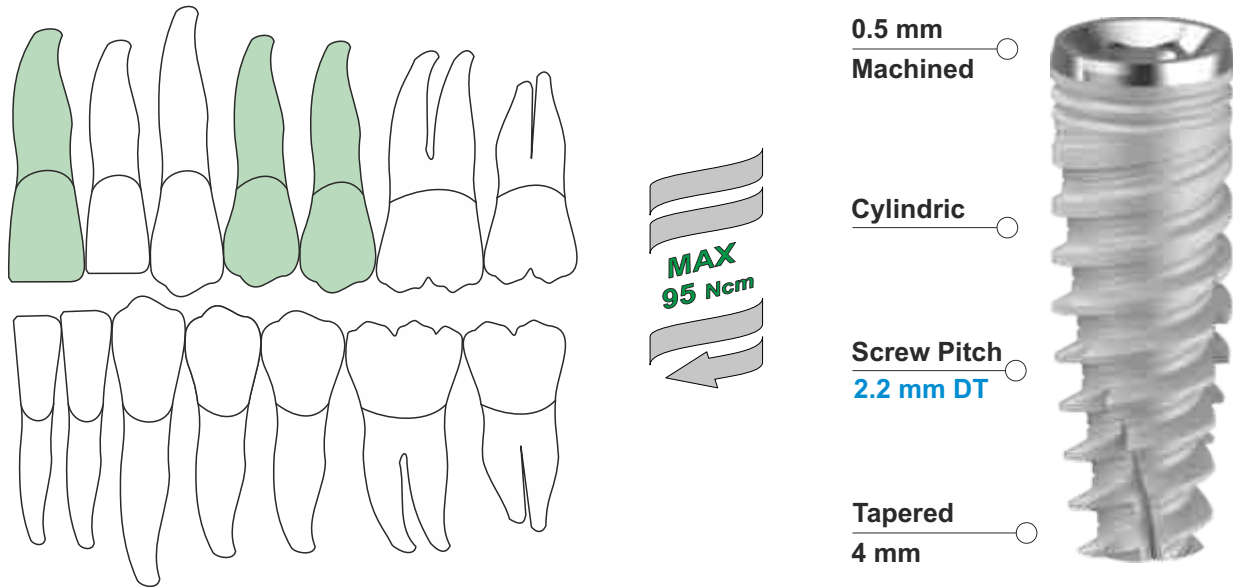 MAX
95 Ncm
0.5 mm
Machined
Cylindric
Screw Pitch
2.2 mm DT
Tapered
4 mm